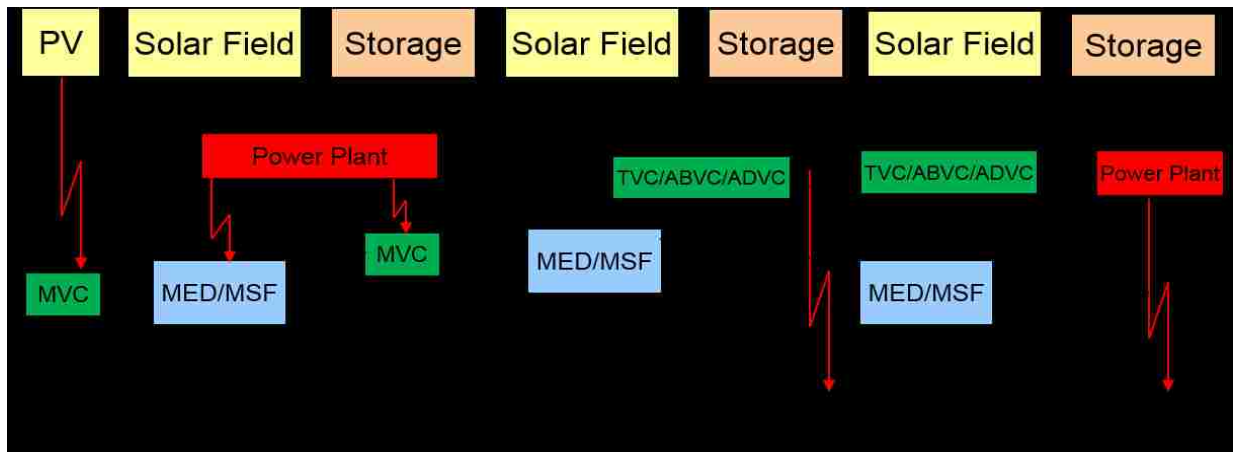 PV
Solar Field
Storage
Solar Field
Storage
Solar Field
Storage
Power Plant
TVC/ABVC/ADVC
TVC/ABVC/ADVC
Power Plant
MVC
MED/MSF
MVC
MED/MSF
MED/MSF